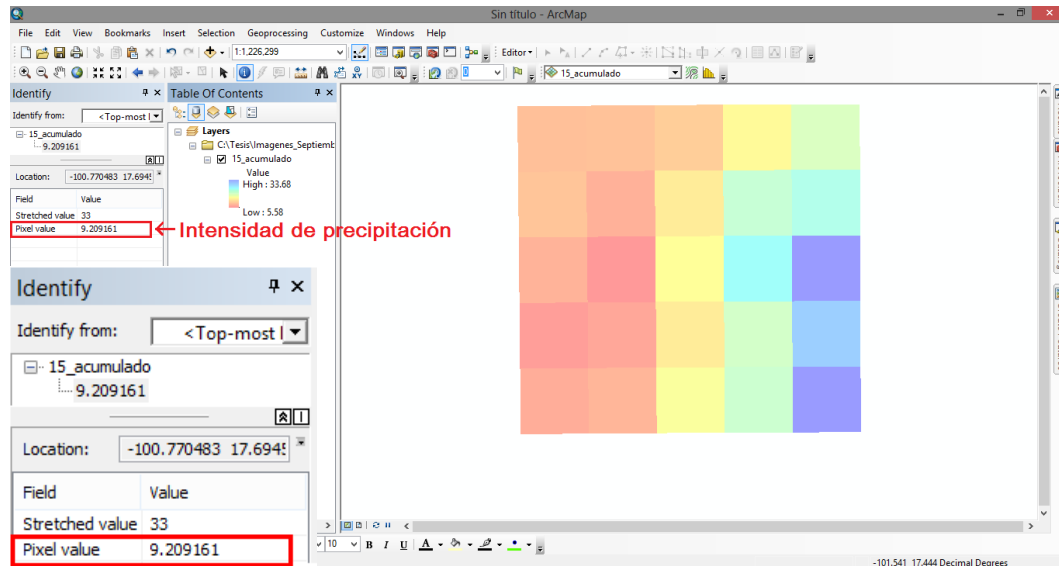 Sin título - ArcMap
File Edit View Bookmarks Insert Selection Geoprocessing Customize Windows Help
1:1,226,299
Editor
15_acumulado
Identify
Identify from: <Top-most l
15_acumulado
9.209161
Location: -100.770483 17.694
Field Value
Stretched value 33
Pixel value 9.209161
Table Of Contents
Layers
C:\Tesis\Imagenes_Septiemb
15_acumulado
Value
High : 33.68
Low : 5.58
Intensidad de precipitación
Identify
Identify from: <Top-most l
15_acumulado
9.209161
Location: -100.770483 17.694
Field Value
Stretched value 33
Pixel value 9.209161
10 B I U A
-101.541 17.444 Decimal Degrees